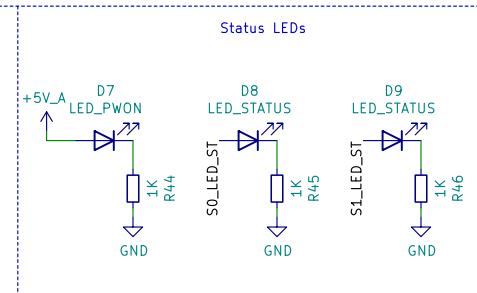 Status LEDs
D7
LED_PWON
+5V_A
1K
R44
GND
D8
LED_STATUS
S0_LED_ST
1K
R45
GND
D9
LED_STATUS
S1_LED_ST
1K
R46
GND